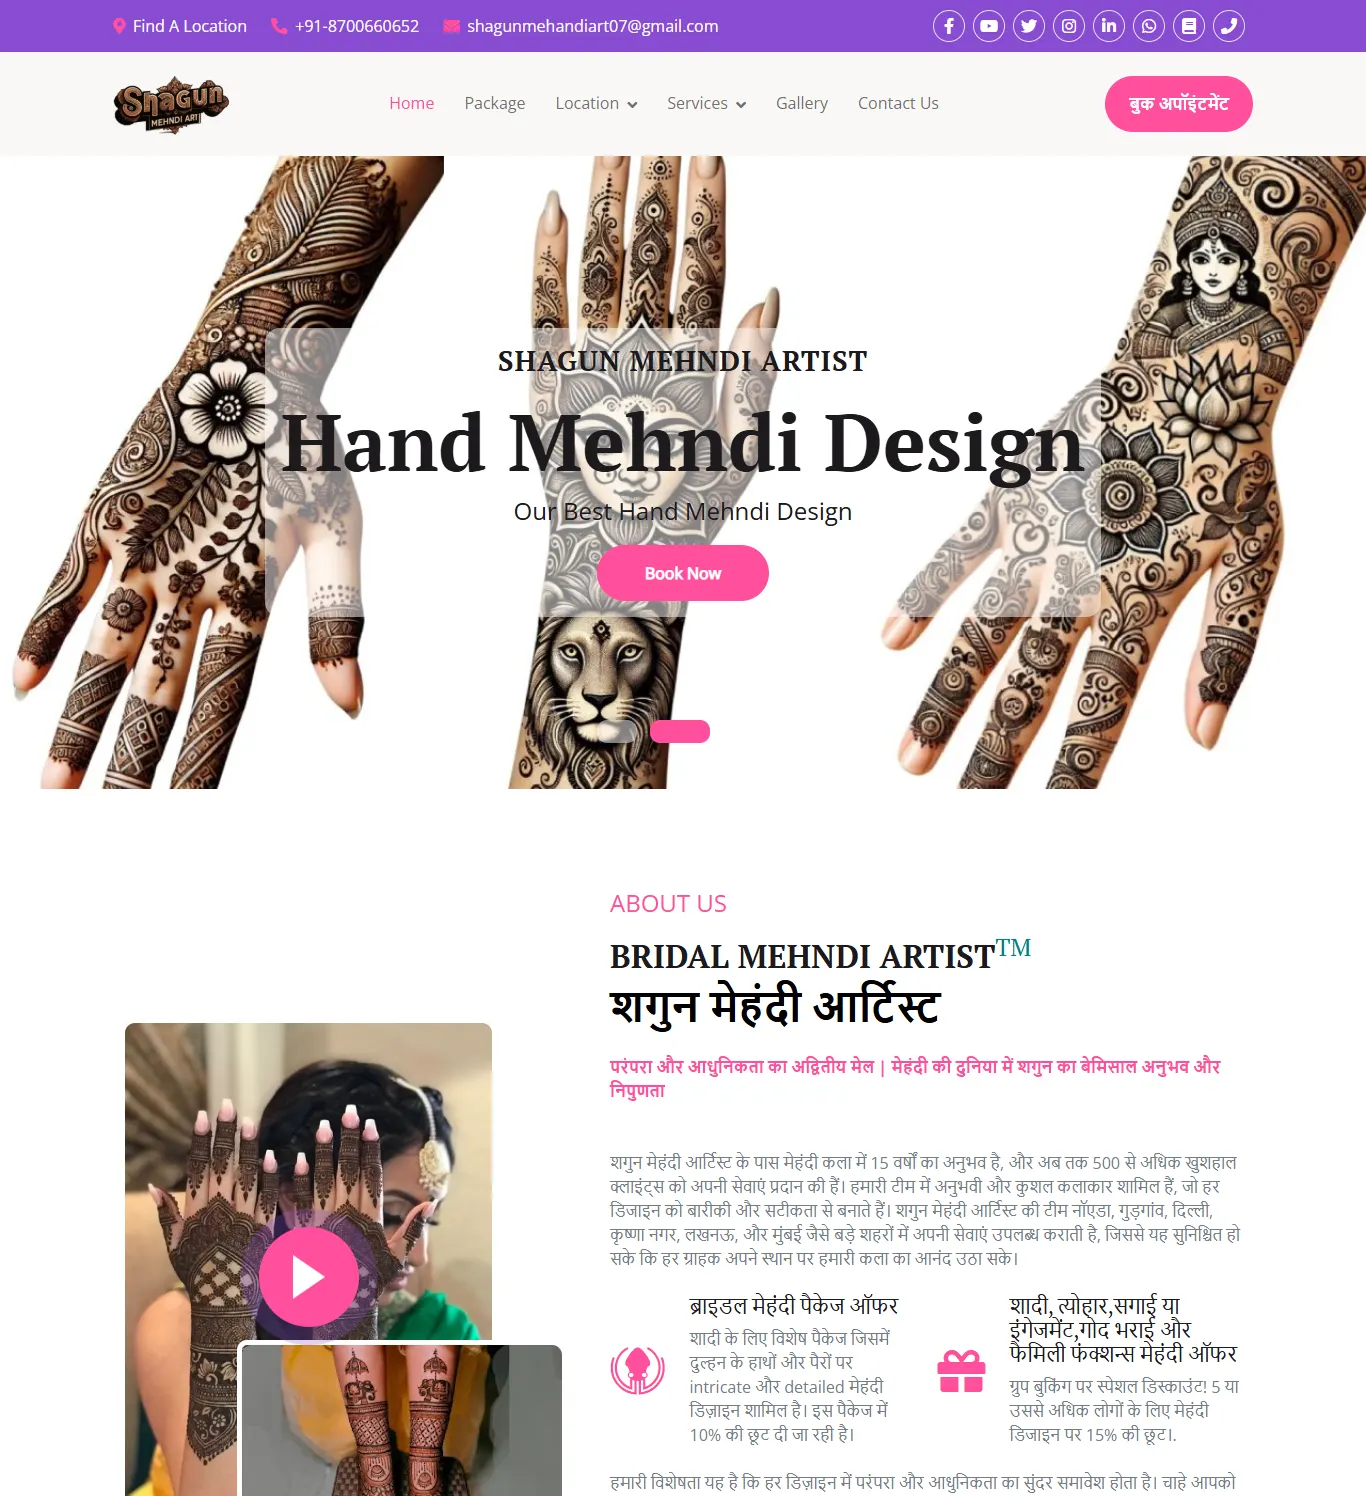 Find A Location +91-8700660652 shagunmehandiart07@gmail.com
Shagun
MEHNDI ART
Home Package Location Services Gallery Contact Us
बुक अपॉइंटमेंट
SHAGUN MEHNDI ARTIST
Hand Mehndi Design
Our Best Hand Mehndi Design
Book Now
ABOUT US
BRIDAL MEHNDI ARTIST™
शगुन मेहंदी आर्टिस्ट
परंपरा और आधुनिकता का अद्वितीय मेल | मेहंदी की दुनिया में शगुन का बेमिसाल अनुभव और
निपुणता
शगुन मेहंदी आर्टिस्ट के पास मेहंदी कला में 15 वर्षों का अनुभव है, और अब तक 500 से अधिक खुशहाल
क्लाइंट्स को अपनी सेवाएं प्रदान की हैं। हमारी टीम में अनुभवी और कुशल कलाकार शामिल हैं, जो हर
डिजाइन को बारीकी और सटीकता से बनाते हैं। शगुन मेहंदी आर्टिस्ट की टीम नॉएडा, गुड़गांव, दिल्ली,
कृष्णा नगर, लखनऊ, और मुंबई जैसे बड़े शहरों में अपनी सेवाएं उपलब्ध कराती है, जिससे यह सुनिश्चित हो
सके कि हर ग्राहक अपने स्थान पर हमारी कला का आनंद उठा सके।
ब्राइडल मेहंदी पैकेज ऑफर
शादी के लिए विशेष पैकेज जिसमें
दुल्हन के हाथों और पैरों पर
intricate और detailed मेहंदी
डिज़ाइन शामिल है। इस पैकेज में
10% की छूट दी जा रही है।
शादी, त्योहार,सगाई या
इंगेजमेंट,गोद भराई और
फैमिली फंक्शन्स मेहंदी ऑफर
ग्रुप बुकिंग पर स्पेशल डिस्काउंट! 5 या
उससे अधिक लोगों के लिए मेहंदी
डिजाइन पर 15% की छूट।.
हमारी विशेषता यह है कि हर डिज़ाइन में परंपरा और आधुनिकता का सुंदर समावेश होता है। चाहे आपको